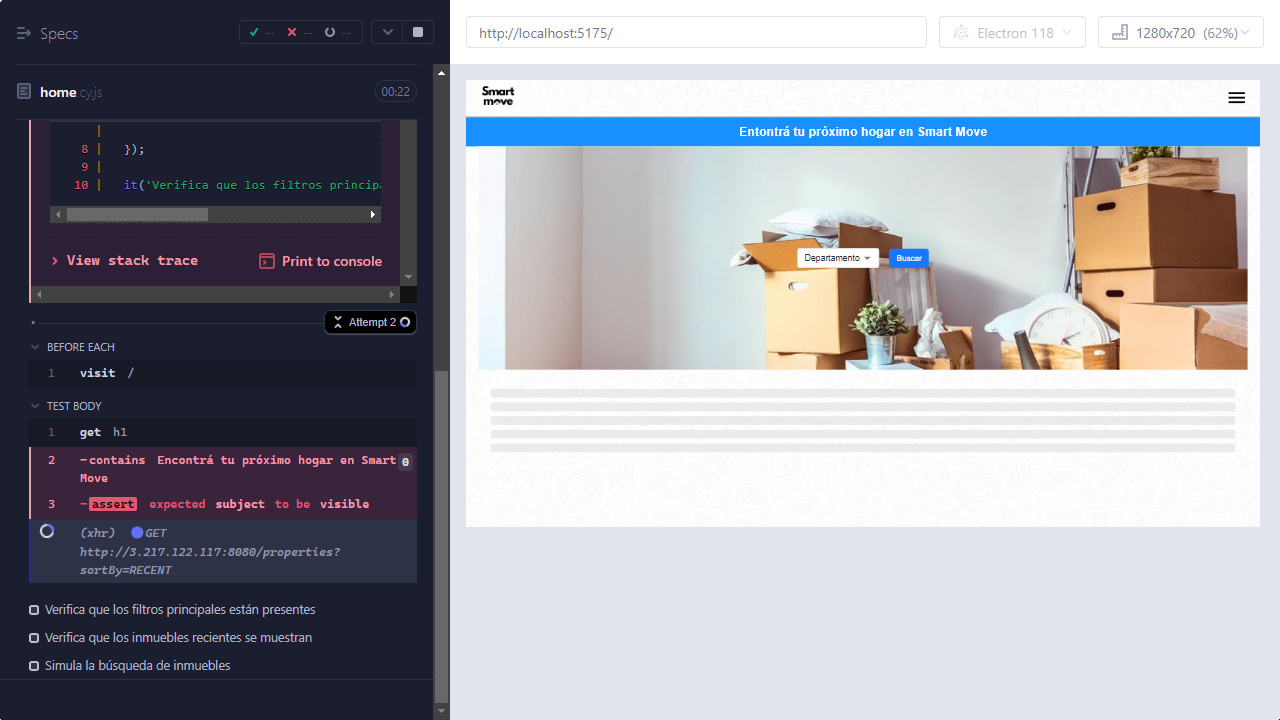 Specs
--
--
--
home.cy.js
00:22
8 | });
9 |
10 | it('Verifica que los filtros principa
View stack trace
Print to console
Attempt 2
BEFORE EACH
1 visit /
TEST BODY
1 get h1
2 -contains Encontrá tu próximo hogar en Smart 0
Move
3 -assert expected subject to be visible
(xhr) GET
http://3.217.122.117:8080/properties?
sortBy=RECENT
Verifica que los filtros principales están presentes
Verifica que los inmuebles recientes se muestran
Simula la búsqueda de inmuebles
http://localhost:5175/
Electron 118
1280x720 (62%)
Smart
move
Entontrá tu próximo hogar en Smart Move
Departamento
Buscar